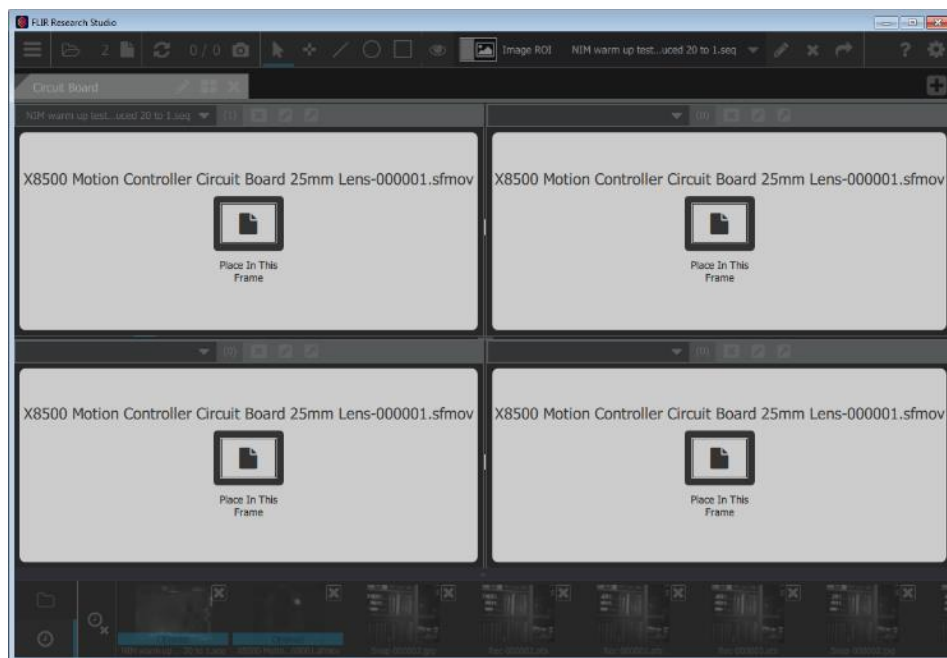 FLIR Research Studio
2
0 / 0
Image ROI
NIM warm up test...uced 20 to 1.seq
?
Circuit Board
NIM warm up test...uced 20 to 1.seq
(1)
(0)
X8500 Motion Controller Circuit Board 25mm Lens-000001.sfmov
Place In This
Frame
X8500 Motion Controller Circuit Board 25mm Lens-000001.sfmov
Place In This
Frame
(0)
(0)
X8500 Motion Controller Circuit Board 25mm Lens-000001.sfmov
Place In This
Frame
X8500 Motion Controller Circuit Board 25mm Lens-000001.sfmov
Place In This
Frame